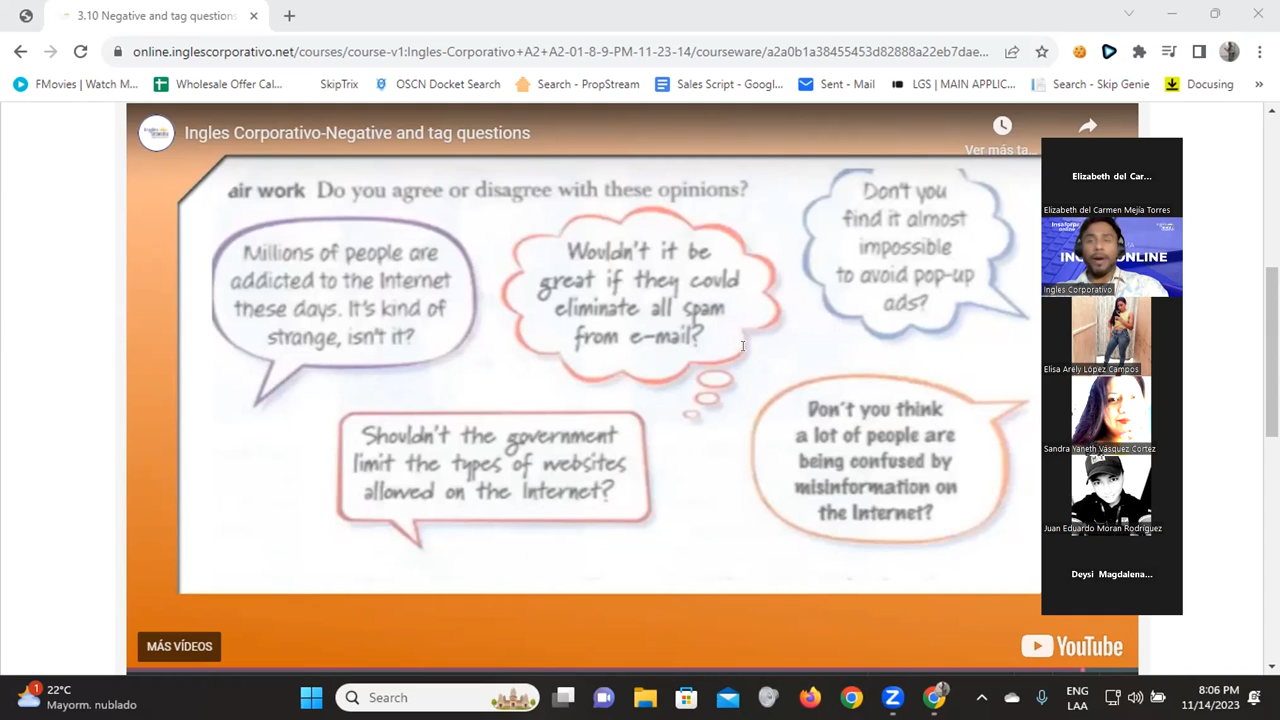 3.10 Negative and tag questions
online.inglescorporativo.net/courses/course-v1:Ingles-Corporativo+A2+A2-01-8-9-PM-11-23-14/courseware/a2a0b1a38455453d82888a22eb7dae...
FMovies | Watch M...
Wholesale Offer Cal...
SkipTrix
OSCN Docket Search
Search - PropStream
Sales Script - Googl...
Sent - Mail
LGS | MAIN APPLIC...
Search - Skip Genie
Docusing
»
Ingles Corporativo-Negative and tag questions
Ver más ta...
air work Do you agree or disagree with these opinions?
Millions of people are
addicted to the Internet
these days. It's kind of
strange, isn't it?
Wouldn't it be
great if they could
eliminate all spam
from e-mail?
Don't you
find it almost
impossible
to avoid pop-up
ads?
Shouldn't the government
limit the types of websites
allowed on the Internet?
Don´t you think
a lot of people are
being confused by
misinformation on
the Internet?
Elizabeth del Car...
Elizabeth del Carmen Mejía Torres
Ingles Corporativo
Elisa Arely López Campos
Sandra Yaneth Vásquez Cortez
Juan Eduardo Moran Rodriguez
Deysi Magdalena...
MÁS VÍDEOS
YouTube
1
22°C
Mayorm. nublado
Search
ENG
LAA
8:06 PM
11/14/2023